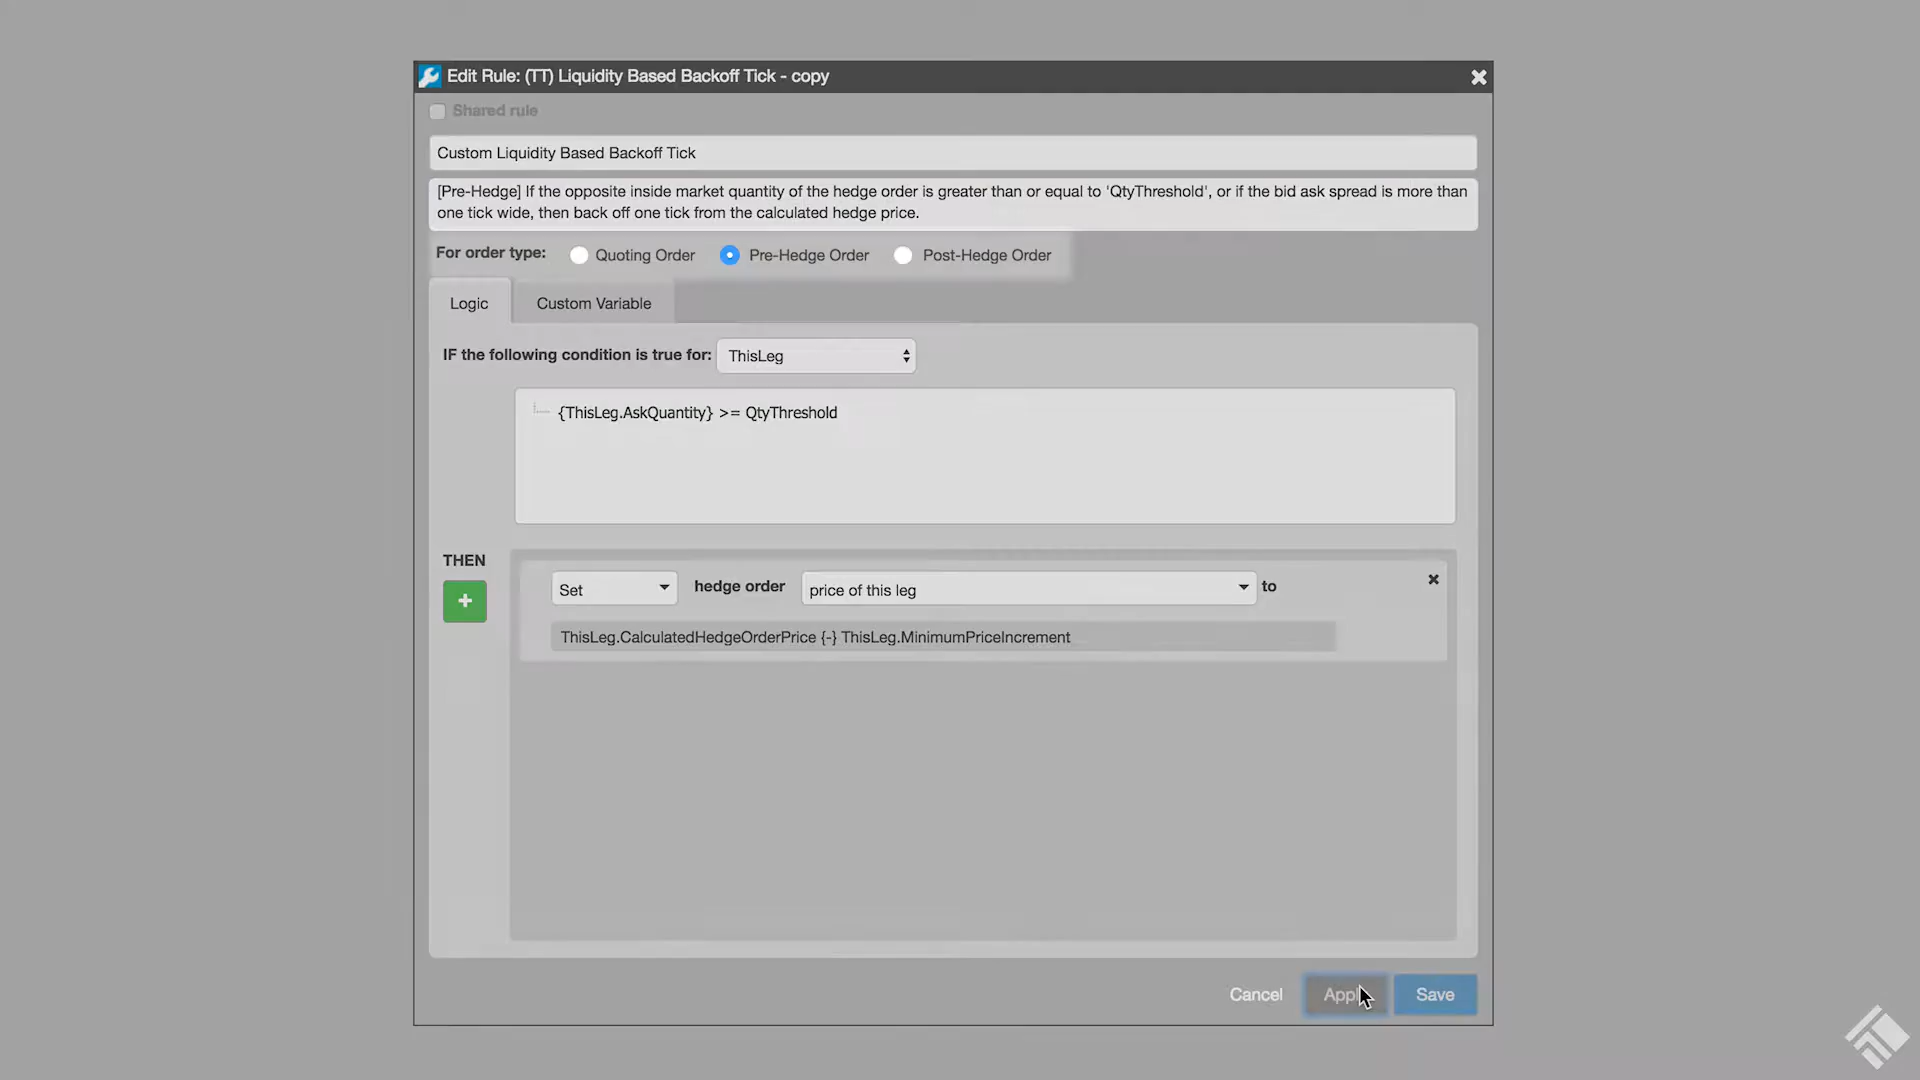 Edit Rule: (TT) Liquidity Based Backoff Tick - copy
Shared rule
Custom Liquidity Based Backoff Tick
[Pre-Hedge] If the opposite inside market quantity of the hedge order is greater than or equal to 'QtyThreshold', or if the bid ask spread is more than
one tick wide, then back off one tick from the calculated hedge price.
For order type: Quoting Order Pre-Hedge Order Post-Hedge Order
Logic Custom Variable
IF the following condition is true for: ThisLeg
{ThisLeg.AskQuantity} >= QtyThreshold
THEN
Set hedge order price of this leg to
+
ThisLeg.CalculatedHedgeOrderPrice {-} ThisLeg.MinimumPriceIncrement
Cancel Apply Save